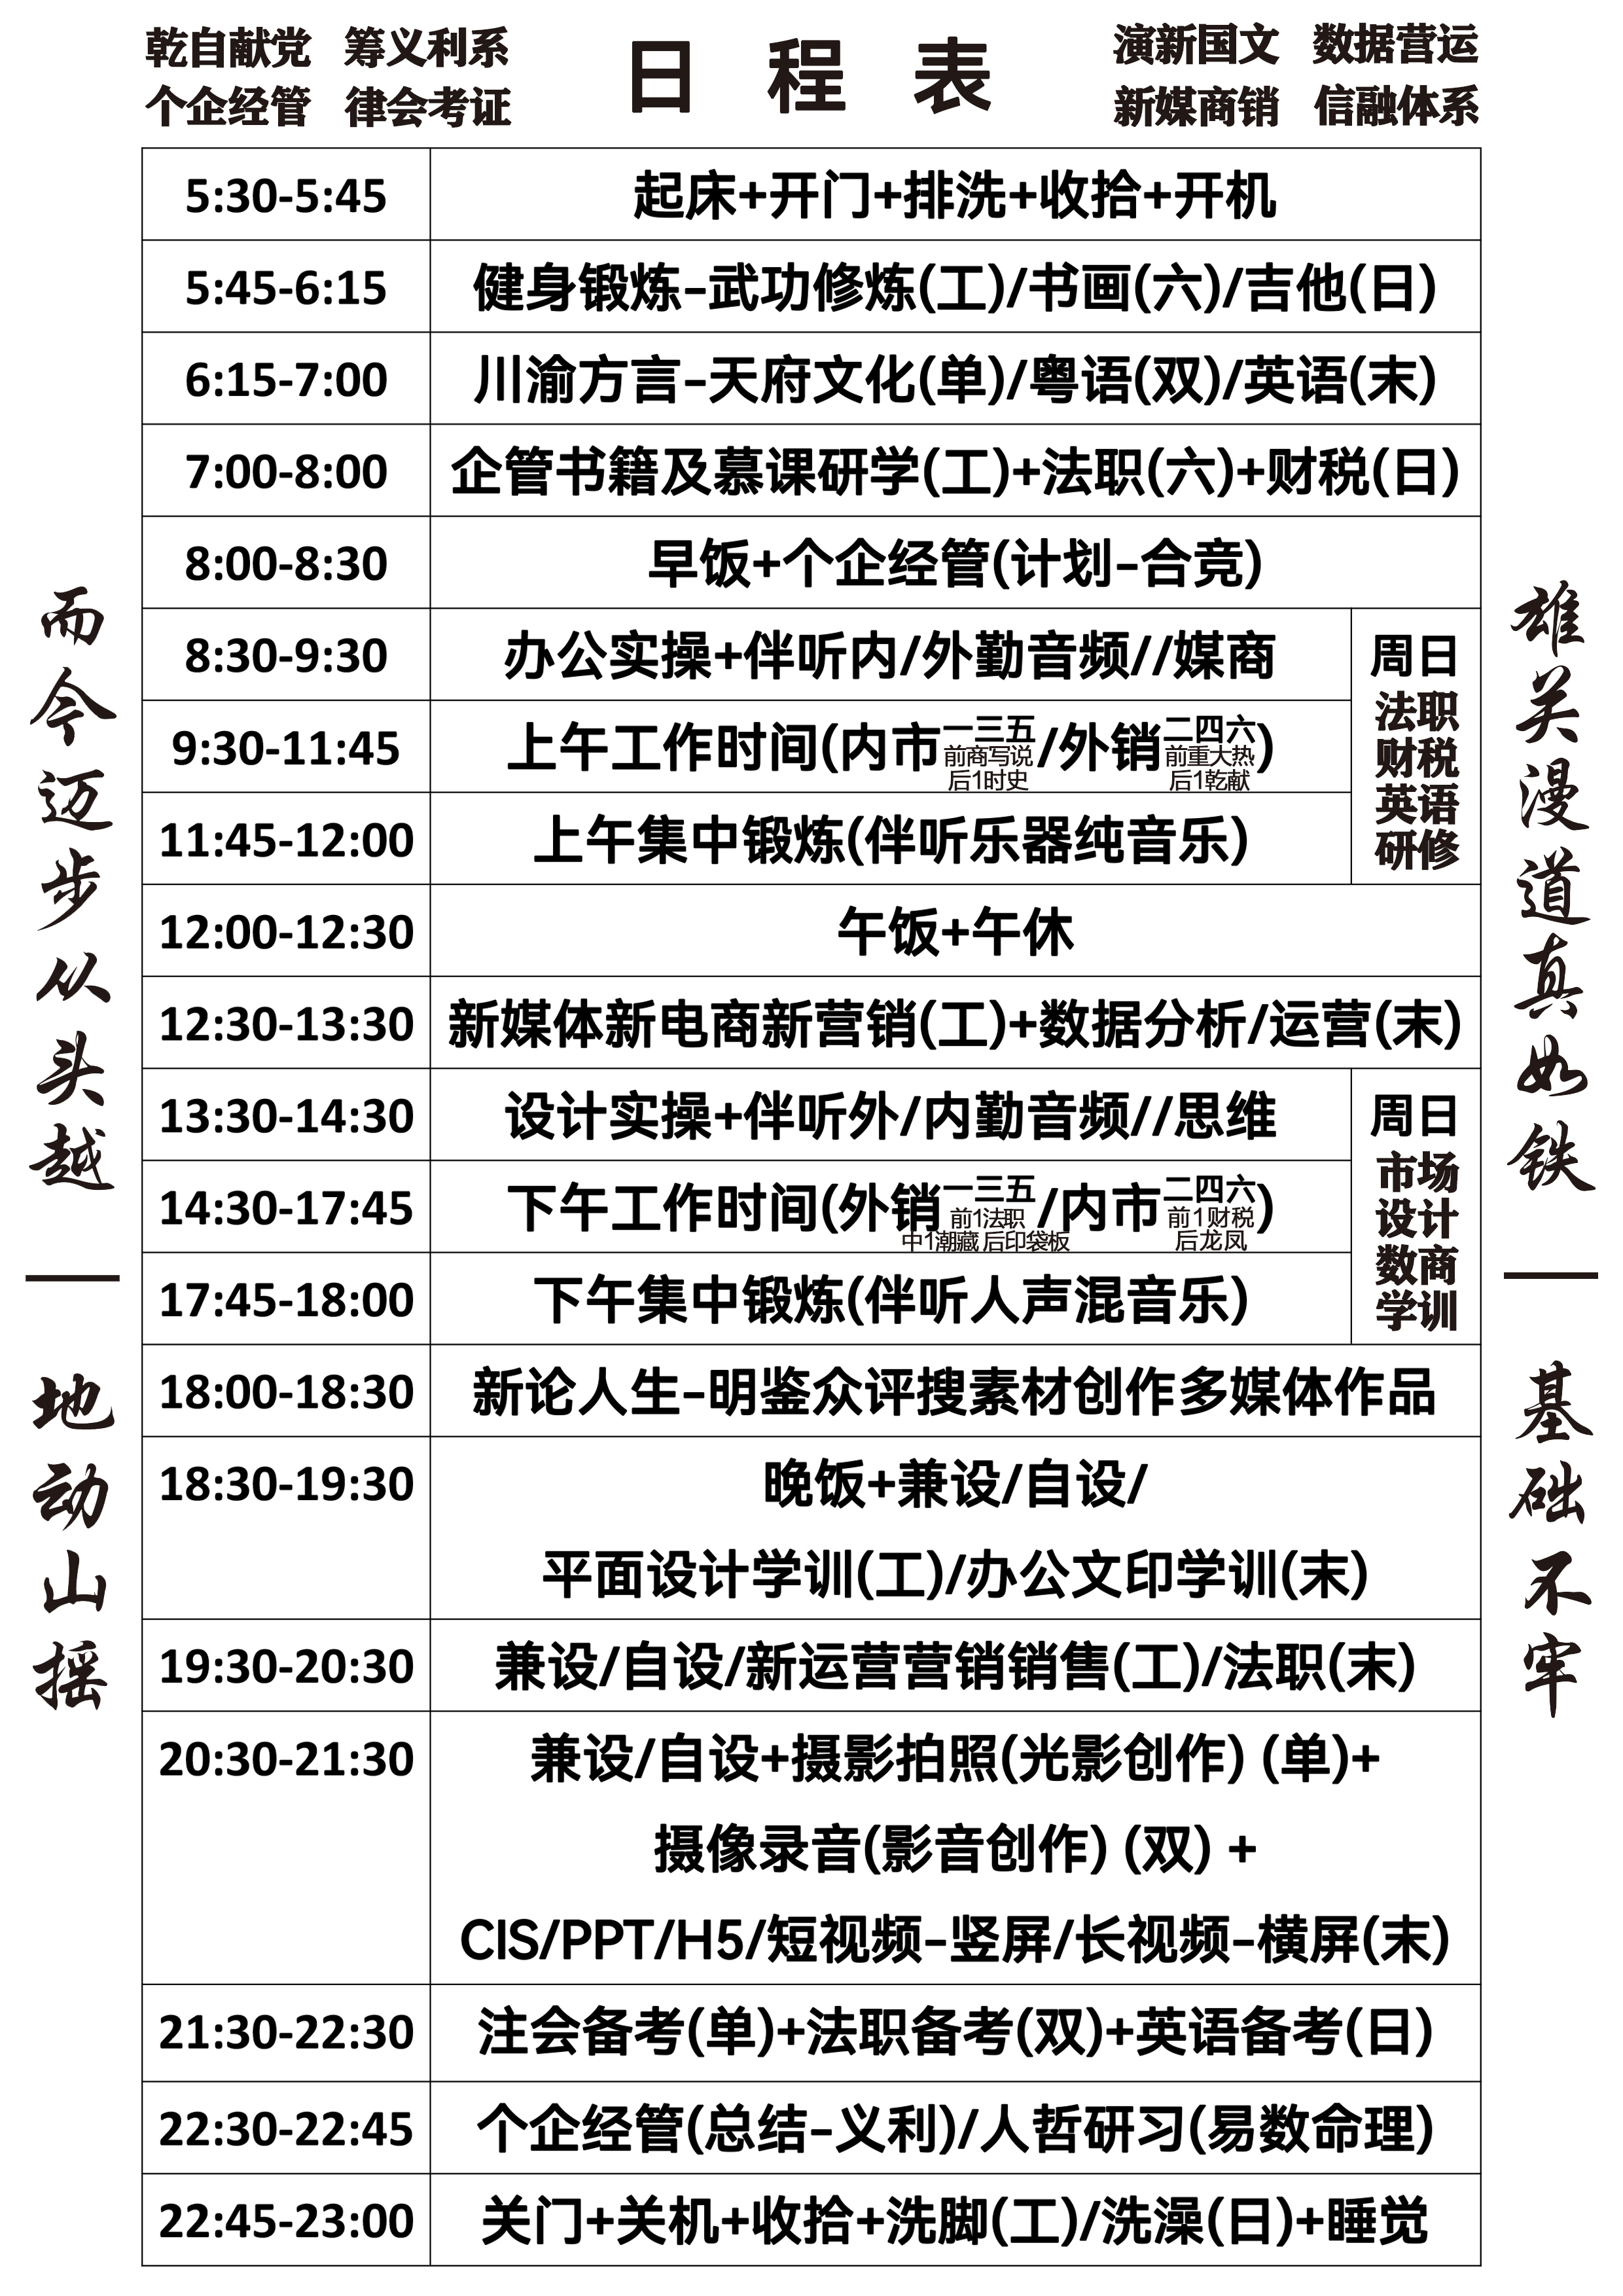 乾自献党 筹义利系
个企经管 律会考证
日程表
演新国文 数据营运
新媒商销 信融体系
5:30-5:45 起床+开门+排洗+收拾+开机
5:45-6:15 健身锻炼-武功修炼(工)/书画(六)/吉他(日)
6:15-7:00 川渝方言-天府文化(单)/粤语(双)/英语(末)
7:00-8:00 企管书籍及慕课研学(工)+法职(六)+财税(日)
8:00-8:30 早饭+个企经管(计划-合竞)
8:30-9:30 办公实操+伴听内/外勤音频//媒商
9:30-11:45 上午工作时间(内市一三五/外销二四六)
前商写说 前重大热
后1时史 后1乾献
11:45-12:00 上午集中锻炼(伴听乐器纯音乐)
周日
法职
财税
英语
研修
12:00-12:30 午饭+午休
12:30-13:30 新媒体新电商新营销(工)+数据分析/运营(末)
13:30-14:30 设计实操+伴听外/内勤音频//思维
14:30-17:45 下午工作时间(外销一三五/内市二四六)
前1法职 前1财税
中1潮藏 后印袋板 后龙凤
17:45-18:00 下午集中锻炼(伴听人声混音乐)
周日
市场
设计
数商
学训
18:00-18:30 新论人生-明鉴众评搜素材创作多媒体作品
18:30-19:30 晚饭+兼设/自设/
平面设计学训(工)/办公文印学训(末)
19:30-20:30 兼设/自设/新运营营销销售(工)/法职(末)
20:30-21:30 兼设/自设+摄影拍照(光影创作) (单)+
摄像录音(影音创作) (双) +
CIS/PPT/H5/短视频-竖屏/长视频-横屏(末)
21:30-22:30 注会备考(单)+法职备考(双)+英语备考(日)
22:30-22:45 个企经管(总结-义利)/人哲研习(易数命理)
22:45-23:00 关门+关机+收拾+洗脚(工)/洗澡(日)+睡觉
雄关漫道真如铁—基础不牢
而今迈步从头越—地动山摇